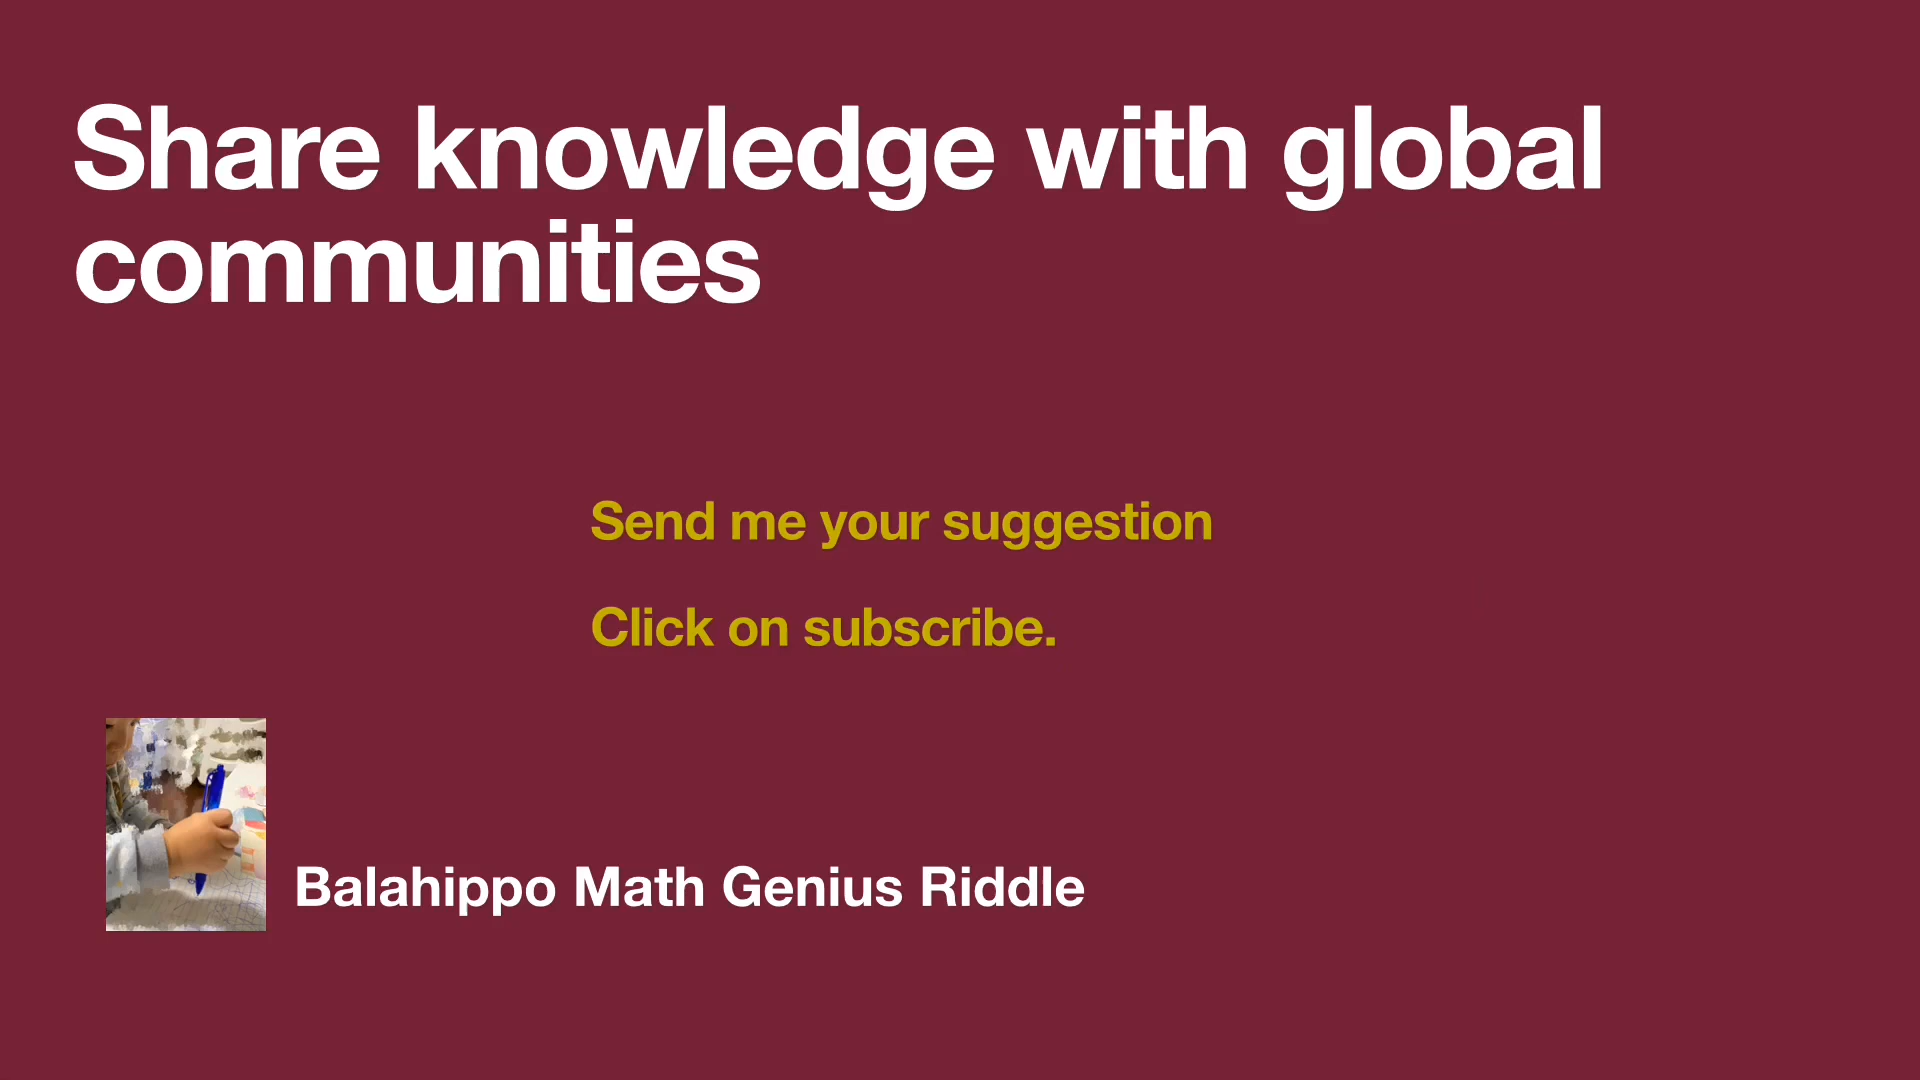 Share knowledge with global
communities
Send me your suggestion
Click on subscribe.
Balahippo Math Genius Riddle